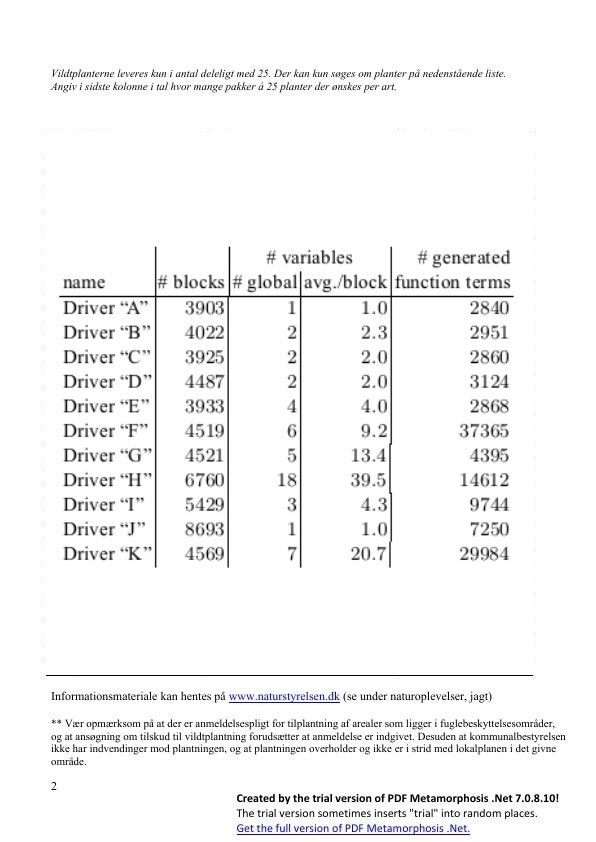 Vildtplanterne leveres kun i antal deleligt med 25. Der kan kun søges om planter på nedenstående liste.
Angiv i sidste kolonne i tal hvor mange pakker á 25 planter der ønskes per art.
# variables # generated
name # blocks # global avg./block function terms
Driver “A” 3903 1 1.0 2840
Driver “B” 4022 2 2.3 2951
Driver “C” 3925 2 2.0 2860
Driver “D” 4487 2 2.0 3124
Driver “E” 3933 4 4.0 2868
Driver “F” 4519 6 9.2 37365
Driver “G” 4521 5 13.4 4395
Driver “H” 6760 18 39.5 14612
Driver “I” 5429 3 4.3 9744
Driver “J” 8693 1 1.0 7250
Driver “K” 4569 7 20.7 29984
Informationsmateriale kan hentes på www.naturstyrelsen.dk (se under naturoplevelser, jagt)
** Vær opmærksom på at der er anmeldelsespligt for tilplantning af arealer som ligger i fuglebeskyttelsesområder,
og at ansøgning om tilskud til vildtplantning forudsætter at anmeldelse er indgivet. Desuden at kommunalbestyrelsen
ikke har indvendinger mod plantningen, og at plantningen overholder og ikke er i strid med lokalplanen i det givne
område.
2
Created by the trial version of PDF Metamorphosis .Net 7.0.8.10!
The trial version sometimes inserts "trial" into random places.
Get the full version of PDF Metamorphosis .Net.